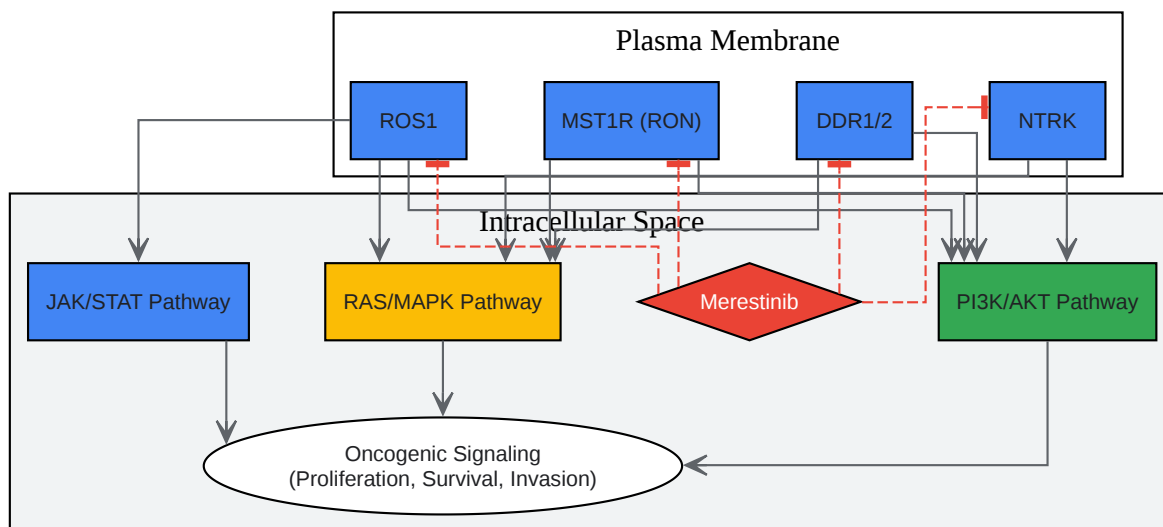 Plasma Membrane
ROS1
MST1R (RON)
DDR1/2
NTRK
Intracellular Space
JAK/STAT Pathway
RAS/MAPK Pathway
Merestinib
PI3K/AKT Pathway
Oncogenic Signaling
(Proliferation, Survival, Invasion)